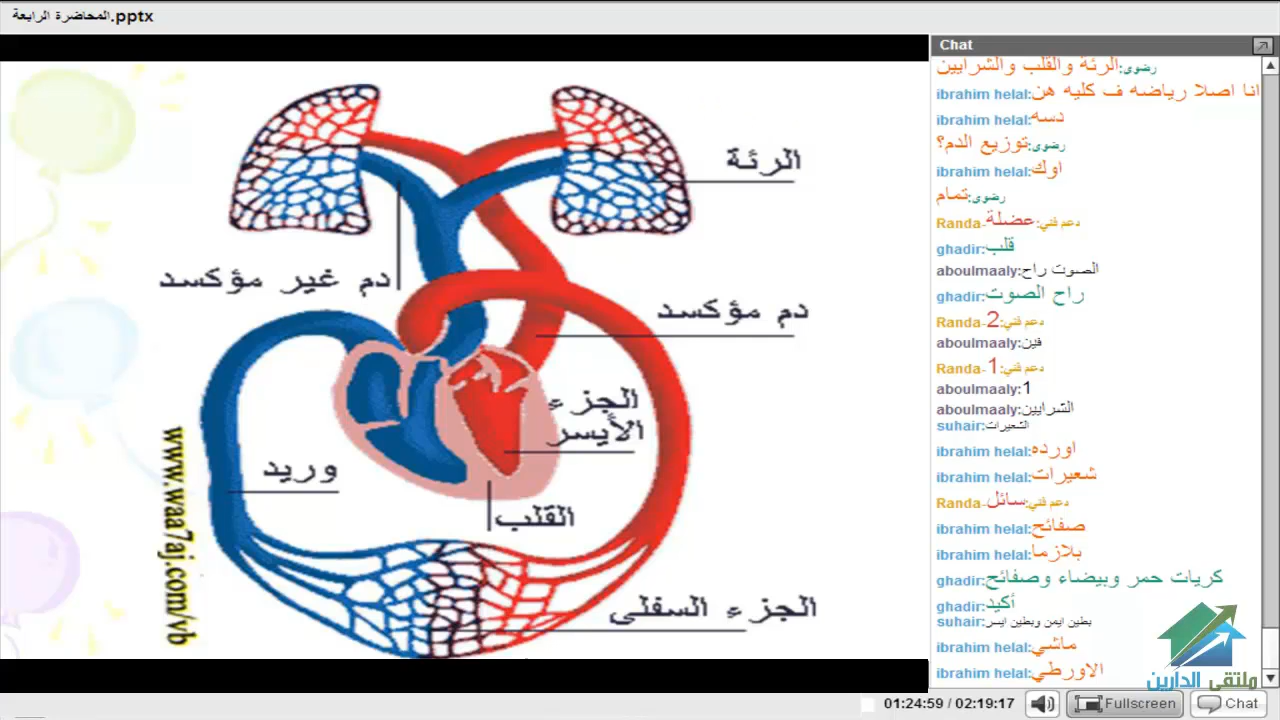 المحاضرة الرابعة.pptx
الرئة
دم غير مؤكسد
دم مؤكسد
الجزء
الأيسر
وريد
القلب
الجزء السفلى
www.waa7aj.com/vb
Chat
رضوى:الرئة والقلب والشرايين
ibrahim helal:انا اصلا رياضه ف كليه هن
ibrahim helal:دسه
رضوى:توزيع الدم؟
ibrahim helal:اوك
رضوى:تمام
Randa-دعم فني:عضلة
ghadir:قلب
aboulmaaly:الصوت راح
ghadir:راح الصوت
Randa-دعم فني:2
aboulmaaly:فين
Randa-دعم فني:1
aboulmaaly:1
aboulmaaly:الشرايين
suhair:الشعيرات
ibrahim helal:اورده
ibrahim helal:شعيرات
Randa-دعم فني:سائل
ibrahim helal:صفائح
ibrahim helal:بلازما
ghadir:كريات حمر وبيضاء وصفائح
ghadir:أكيد
suhair:بطين ايمن وبطين ايسر
ibrahim helal:ماشي
ibrahim helal:الاورطي
ملتقى الدارين
01:24:59 / 02:19:17
Fullscreen
Chat